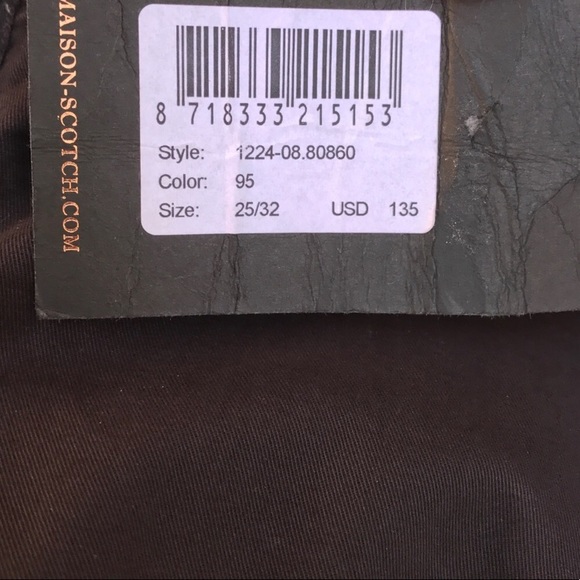 MAISON-SCOTCH.COM
8 718333 215153
Style: 1224-08.80860
Color: 95
Size: 25/32 USD 135